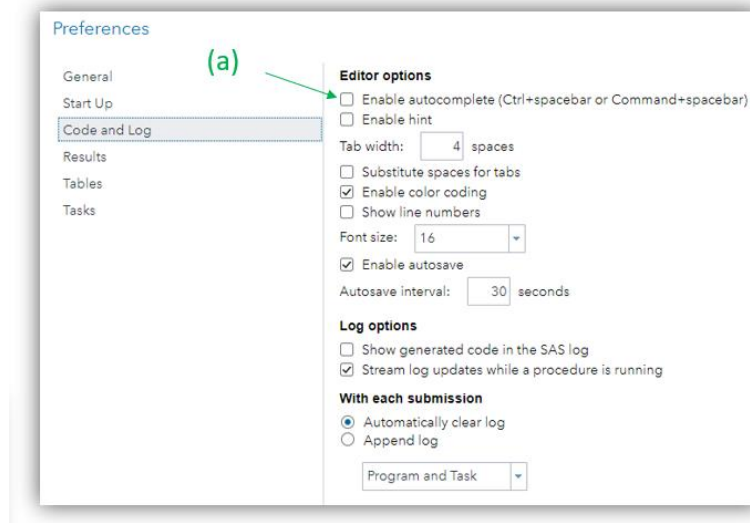 Preferences
(a)
General
Start Up
Code and Log
Results
Tables
Tasks
Editor options
Enable autocomplete (Ctrl+spacebar or Command+spacebar)
Enable hint
Tab width: 4 spaces
Substitute spaces for tabs
Enable color coding
Show line numbers
Font size: 16
Enable autosave
Autosave interval: 30 seconds
Log options
Show generated code in the SAS log
Stream log updates while a procedure is running
With each submission
Automatically clear log
Append log
Program and Task